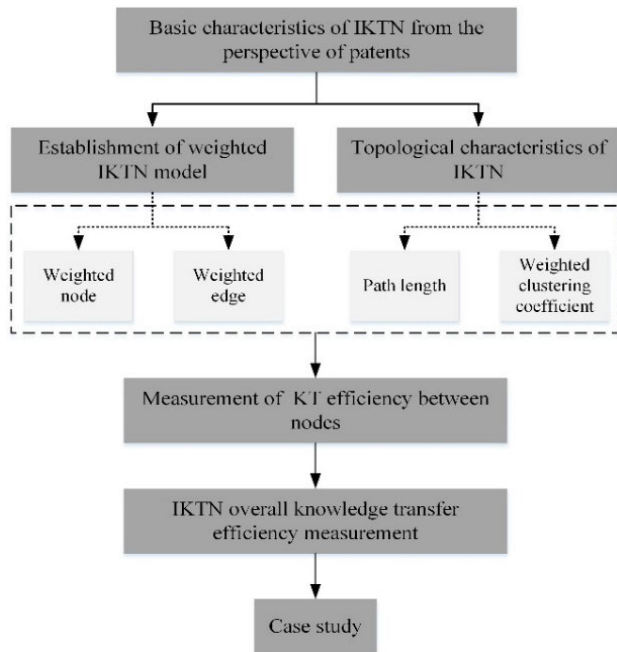 Basic characteristics of IKTN from the
perspective of patents
Establishment of weighted
IKTN model
Topological characteristics of
IKTN
Weighted
node
Weighted
edge
Path length
Weighted
clustering
coefficient
Measurement of KT efficiency between
nodes
IKTN overall knowledge transfer
efficiency measurement
Case study